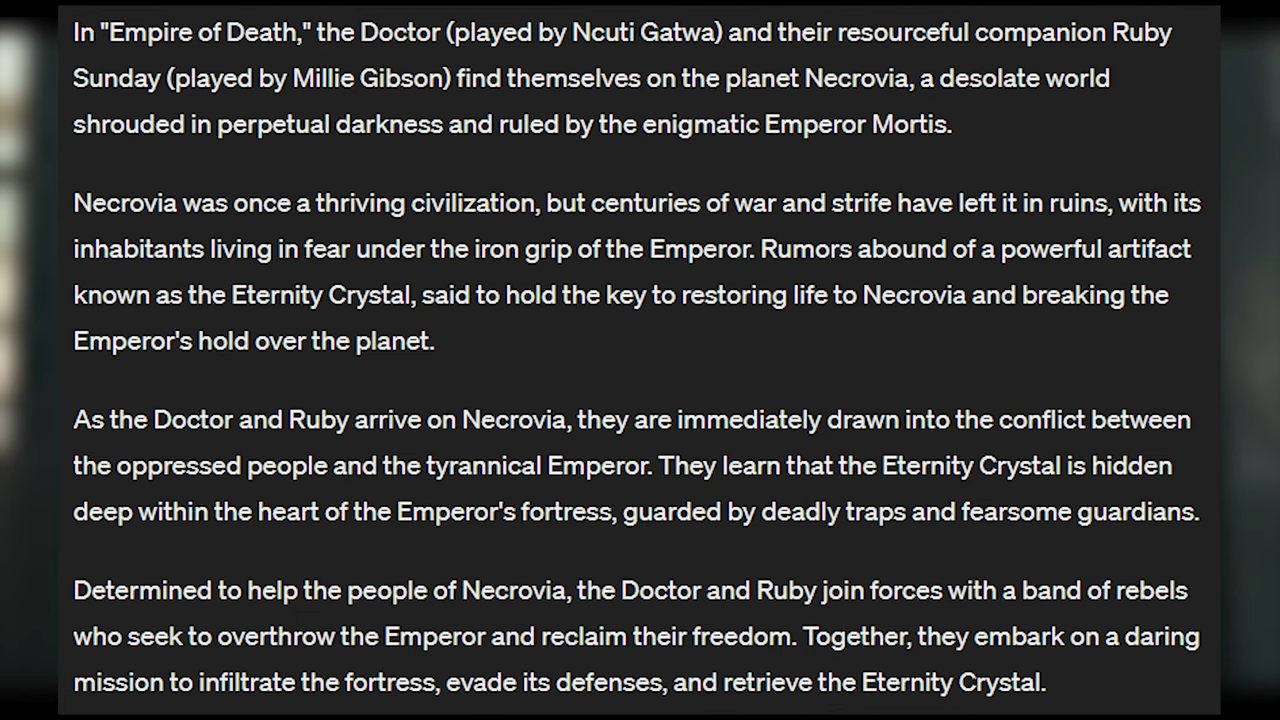 In "Empire of Death," the Doctor (played by Ncuti Gatwa) and their resourceful companion Ruby
Sunday (played by Millie Gibson) find themselves on the planet Necrovia, a desolate world
shrouded in perpetual darkness and ruled by the enigmatic Emperor Mortis.
Necrovia was once a thriving civilization, but centuries of war and strife have left it in ruins, with its
inhabitants living in fear under the iron grip of the Emperor. Rumors abound of a powerful artifact
known as the Eternity Crystal, said to hold the key to restoring life to Necrovia and breaking the
Emperor's hold over the planet.
As the Doctor and Ruby arrive on Necrovia, they are immediately drawn into the conflict between
the oppressed people and the tyrannical Emperor. They learn that the Eternity Crystal is hidden
deep within the heart of the Emperor's fortress, guarded by deadly traps and fearsome guardians.
Determined to help the people of Necrovia, the Doctor and Ruby join forces with a band of rebels
who seek to overthrow the Emperor and reclaim their freedom. Together, they embark on a daring
mission to infiltrate the fortress, evade its defenses, and retrieve the Eternity Crystal.